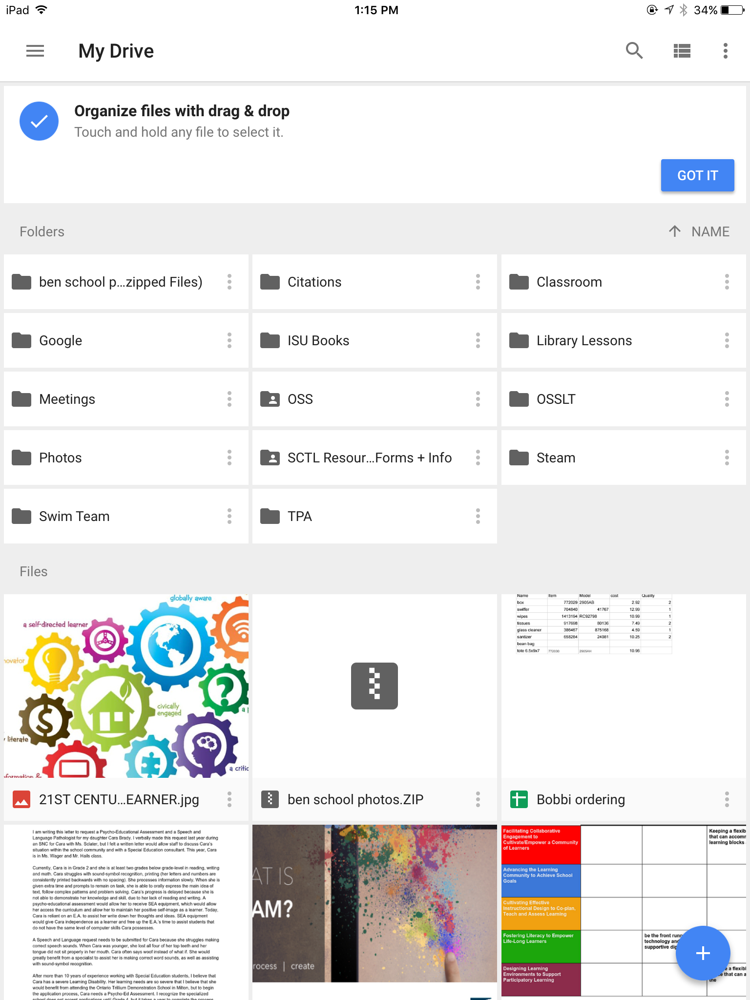 iPad
1:15 PM
34%
My Drive
Organize files with drag & drop
Touch and hold any file to select it.
GOT IT
Folders
NAME
ben school p...zipped Files)
Citations
Classroom
Google
ISU Books
Library Lessons
Meetings
OSS
OSSLT
Photos
SCTL Resour...Forms + Info
Steam
Swim Team
TPA
Files
globally aware
a self-directed learner
novator
civically
engaged
a p
y literate
a critic
nformation &
Name Item Model cost Quality
box 772029 2905AB 2.92 2
swiffer 704840 41767 12.99 1
wipes 1413194 RC92798 10.99 1
tissues 917698 80136 7.49 2
glass cleaner 386467 875168 4.59 1
santizer 658284 24081 10.25 2
bean bag
tote 6.5x9x7 772030 2905AH 10.96
21ST CENTU...EARNER.jpg
ben school photos.ZIP
Bobbi ordering
I am writing this letter to request a Psycho-Educational Assessment and a Speech and
Language Pathologist for my daughter Cara Brady. I verbally made this request last year during
an SNC for Cara with Ms. Sclater, but I felt a written letter would allow staff to discuss Cara's
situation within the school community and with a Special Education consultant. This year, Cara
is in Ms. Wager and Mr. Hails class.
Currently, Cara is in Grade 2 and she is at least two grades below grade-level in reading, writing
and math. Cara struggles with sound-symbol recognition, printing (her letters and numbers are
consistently printed backwards with no spacing). She processes information slowly. When she is
given extra time and prompts to remain on task, she is able to orally express the main idea of
text, follow complex patterns and problem solving. Cara's progress is delayed because she is
not able to demonstrate her knowledge and skill, due to her lack of reading and writing. A
psycho-educational assessment would allow her to receive SEA equipment, which would allow
her access the curriculum and allow her to maintain her positive self-image as a learner. Today,
Cara is reliant on an E.A. to assist her write down her thoughts and ideas. SEA equipment
would give Cara independence as a learner and free up the E.A.'s time to assist students that
do not have the same level of computer skills Cara possesses.
A Speech and Language request needs to be submitted for Cara because she struggles making
correct speech sounds. When Cara was younger, she lost all four of her top teeth and her
tongue did not sit properly in her mouth. Cara often says woof instead of what if. She would
greatly benefit from a specialist to assist her is making correct word sounds, as well as assisting
with sound-symbol recognition.
After more than 10 years of experience working with Special Education students, I believe that
Cara has a severe Learning Disability. Her learning needs are so severe that I believe that she
would benefit from attending the Ontario Trillium Demonstration School in Milton, but to begin
the application process, Cara needs a Psycho-Ed Assessment. I recognize the specialized
school does not accept applications until Grade 4, but it takes a year to complete the process
AT IS
AM?
rocess | create
Facilitating Collaborative
Engagement to
Cultivate/Empower a Community
of Learners
Keeping a flexib
that can accomm
learning blocks
Advancing the Learning
Community to Achieve School
Goals
Cultivating Effective
Instructional Design to Co-plan,
Teach and Assess Learning
Fostering Literacy to Empower
Life-Long Learners
be the front runn
technology and
supportive dig
Designing Learning
Environments to Support
Participatory Learning
e a flexibl
e that can a
the